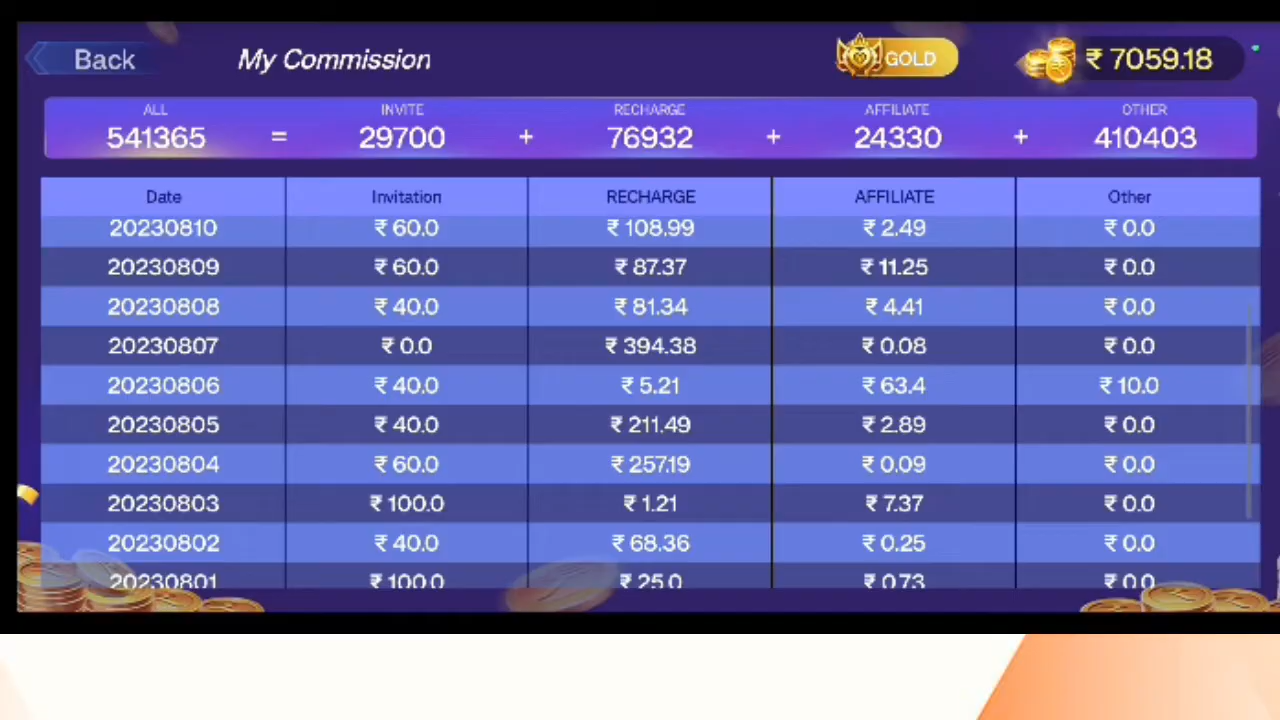 Back My Commission GOLD ₹ 7059.18
ALL INVITE RECHARGE AFFILIATE OTHER
541365 = 29700 + 76932 + 24330 + 410403
Date Invitation RECHARGE AFFILIATE Other
20230810 ₹ 60.0 ₹ 108.99 ₹ 2.49 ₹ 0.0
20230809 ₹ 60.0 ₹ 87.37 ₹ 11.25 ₹ 0.0
20230808 ₹ 40.0 ₹ 81.34 ₹ 4.41 ₹ 0.0
20230807 ₹ 0.0 ₹ 394.38 ₹ 0.08 ₹ 0.0
20230806 ₹ 40.0 ₹ 5.21 ₹ 63.4 ₹ 10.0
20230805 ₹ 40.0 ₹ 211.49 ₹ 2.89 ₹ 0.0
20230804 ₹ 60.0 ₹ 257.19 ₹ 0.09 ₹ 0.0
20230803 ₹ 100.0 ₹ 1.21 ₹ 7.37 ₹ 0.0
20230802 ₹ 40.0 ₹ 68.36 ₹ 0.25 ₹ 0.0
20230801 ₹ 100.0 ₹ 25.0 ₹ 0.73 ₹ 0.0